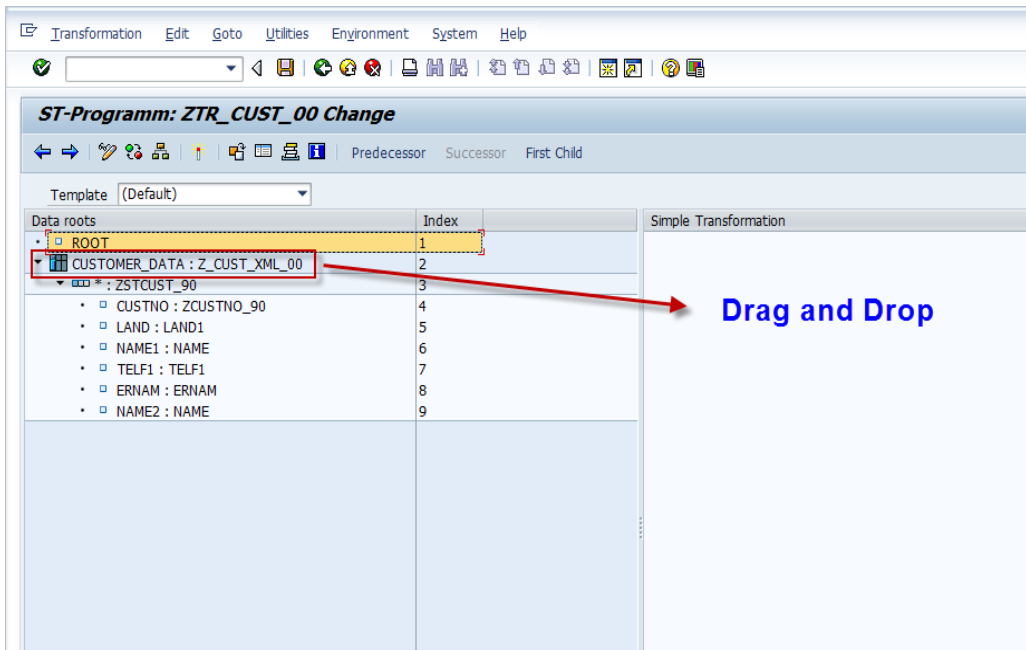 Transformation Edit Goto Utilities Environment System Help
ST-Programm: ZTR_CUST_00 Change
Predecessor Successor First Child
Template (Default)
Data roots Index Simple Transformation
ROOT 1
CUSTOMER_DATA : Z_CUST_XML_00 2
* : ZSTCUST_90 3
CUSTNO : ZCUSTNO_90 4
LAND : LAND1 5
NAME1 : NAME 6
TELF1 : TELF1 7
ERNAM : ERNAM 8
NAME2 : NAME 9
Drag and Drop